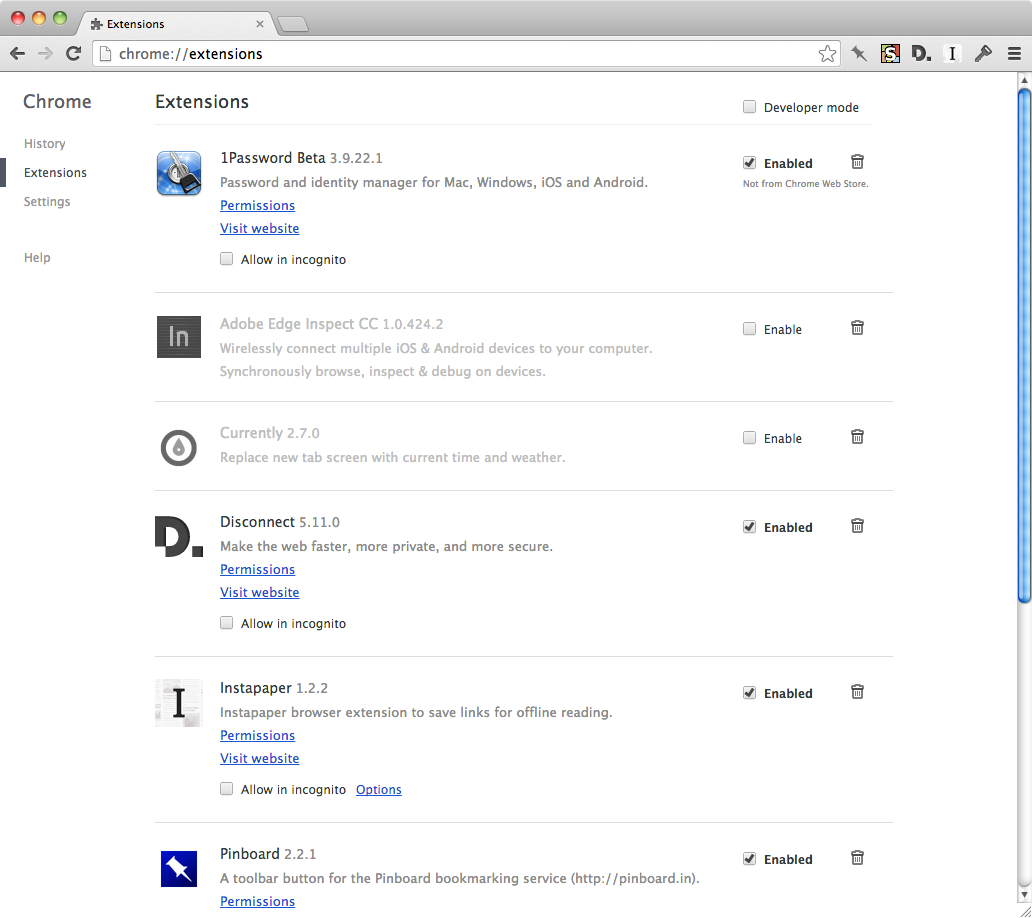 Extensions
chrome://extensions
S D. I
Chrome
History
Extensions
Settings
Help
Extensions
Developer mode
1Password Beta 3.9.22.1
Enabled
Password and identity manager for Mac, Windows, iOS and Android.
Not from Chrome Web Store.
Permissions
Visit website
Allow in incognito
In
Adobe Edge Inspect CC 1.0.424.2
Enable
Wirelessly connect multiple iOS & Android devices to your computer.
Synchronously browse, inspect & debug on devices.
Currently 2.7.0
Enable
Replace new tab screen with current time and weather.
D.
Disconnect 5.11.0
Enabled
Make the web faster, more private, and more secure.
Permissions
Visit website
Allow in incognito
I
Instapaper 1.2.2
Enabled
Instapaper browser extension to save links for offline reading.
Permissions
Visit website
Allow in incognito Options
Pinboard 2.2.1
Enabled
A toolbar button for the Pinboard bookmarking service (http://pinboard.in).
Permissions